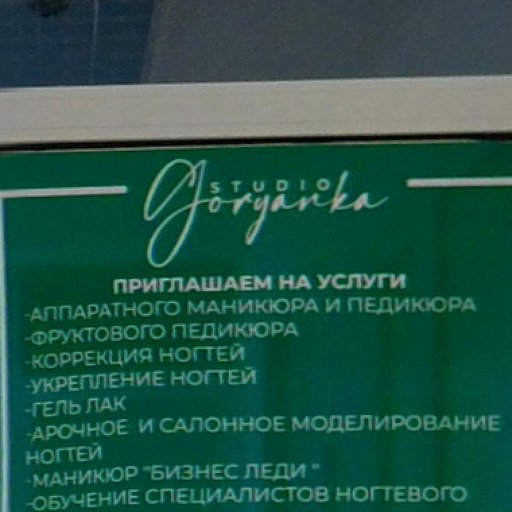 STUDIO
Goryanka
ПРИГЛАШАЕМ НА УСЛУГИ
-АППАРАТНОГО МАНИКЮРА И ПЕДИКЮРА
-ФРУКТОВОГО ПЕДИКЮРА
-КОРРЕКЦИЯ НОГТЕЙ
-УКРЕПЛЕНИЕ НОГТЕЙ
-ГЕЛЬ ЛАК
-АРОЧНОЕ И САЛОННОЕ МОДЕЛИРОВАНИЕ
НОГТЕЙ
-МАНИКЮР "БИЗНЕС ЛЕДИ "
-ОБУЧЕНИЕ СПЕЦИАЛИСТОВ НОГТЕВОГО